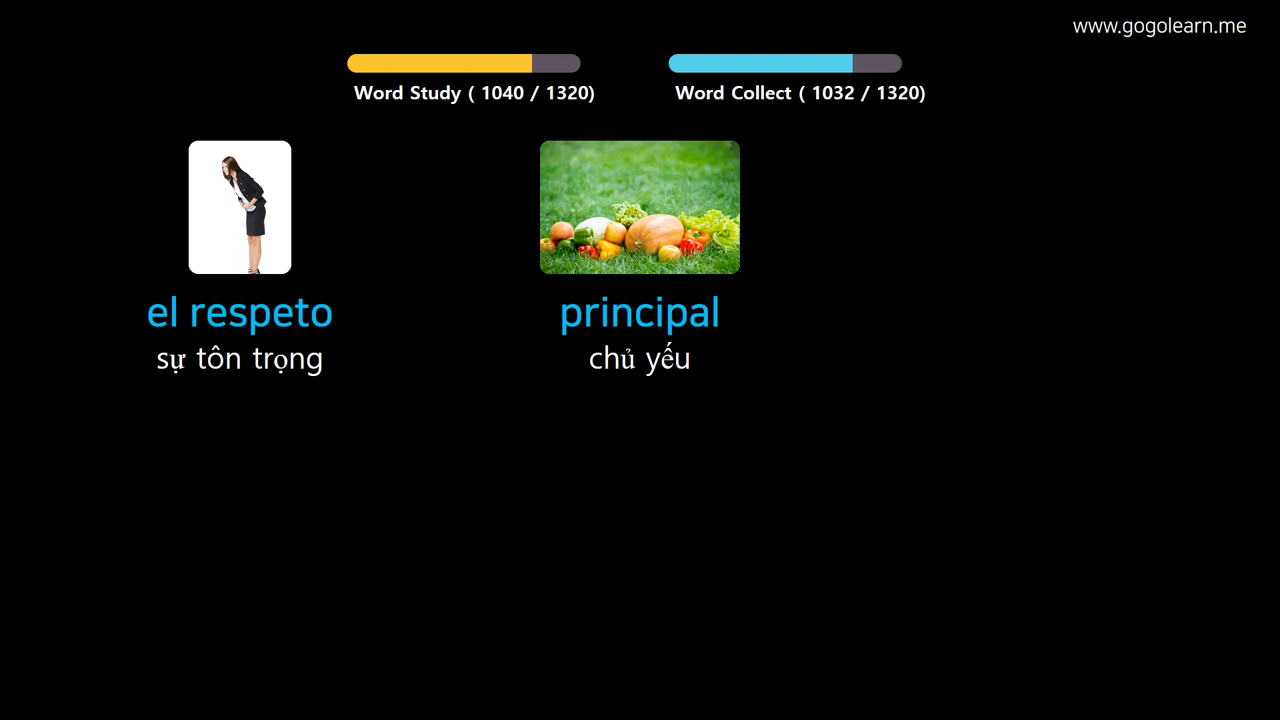 www.gogolearn.me
Word Study ( 1040 / 1320)
Word Collect ( 1032 / 1320)
el respeto
sự tôn trọng
principal
chủ yếu